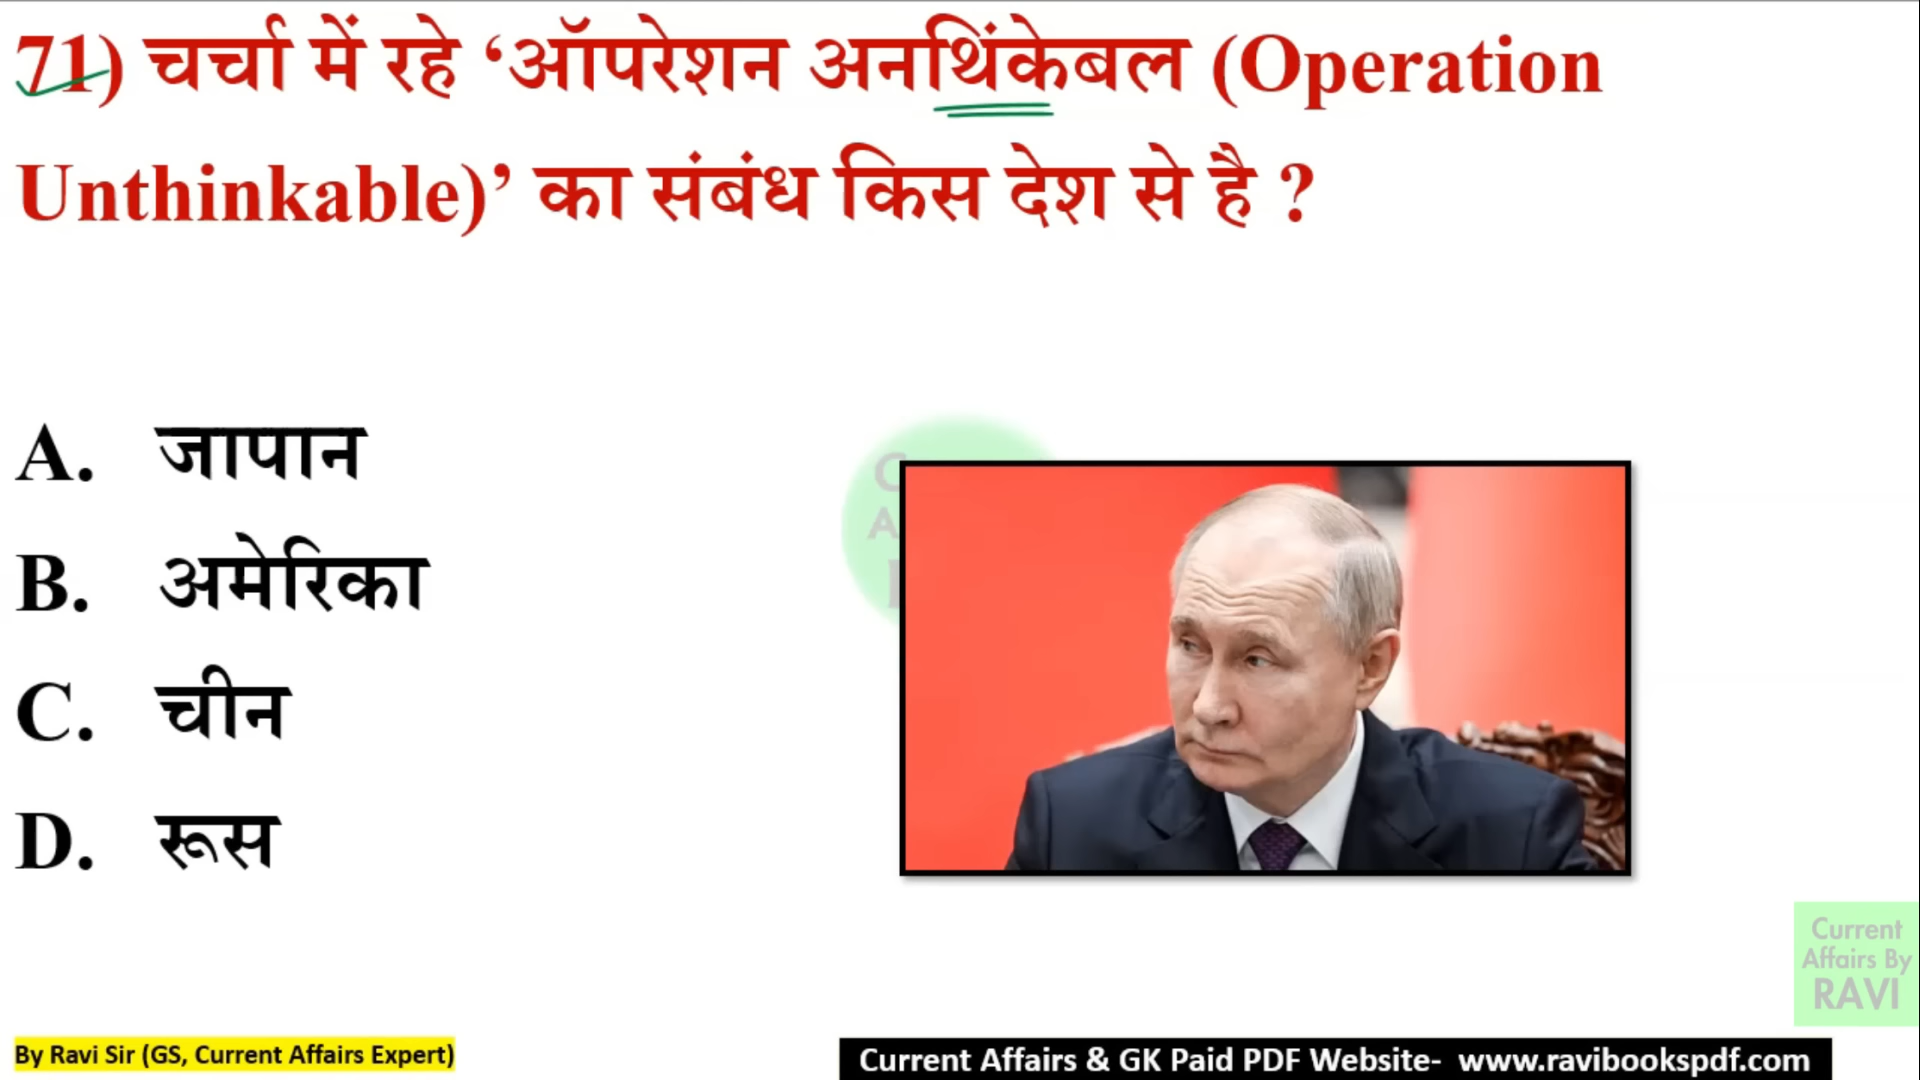 71) चर्चा में रहे ‘ऑपरेशन अनथिंकेबल (Operation
Unthinkable)’ का संबंध किस देश से है ?
A. जापान
B. अमेरिका
C. चीन
D. रूस
Current
Affairs By
RAVI
By Ravi Sir (GS, Current Affairs Expert)
Current Affairs & GK Paid PDF Website- www.ravibookspdf.com